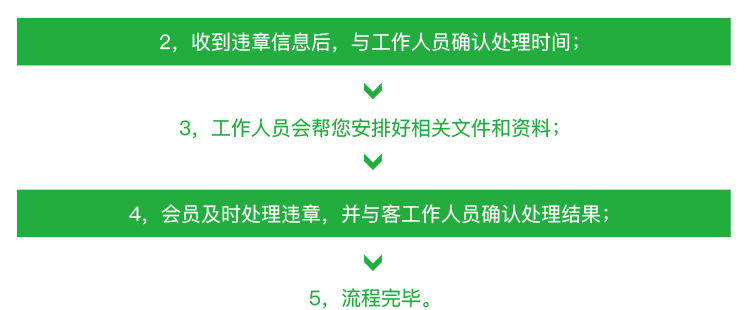 2，收到违章信息后，与工作人员确认处理时间；
3，工作人员会帮您安排好相关文件和资料；
4，会员及时处理违章，并与客工作人员确认处理结果；
5，流程完毕。